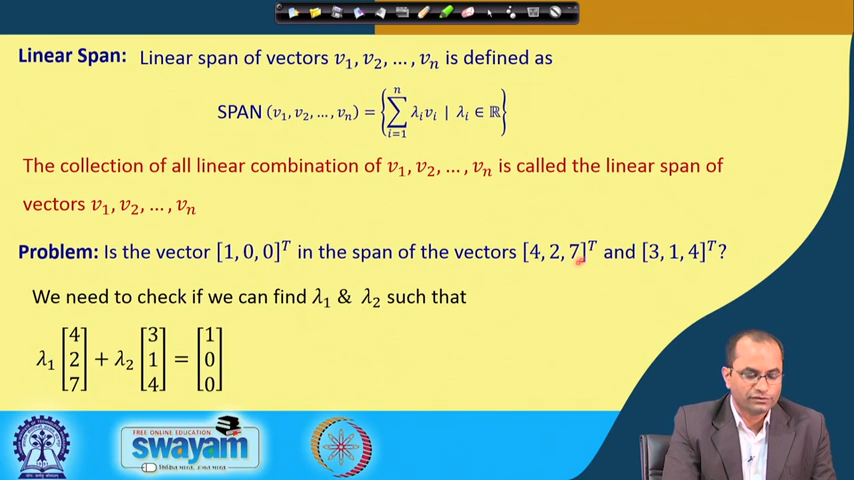 Linear Span: Linear span of vectors v₁, v₂, …, vₙ is defined as
SPAN (v₁, v₂, …, vₙ) = {∑ᵢ₌₁ⁿ λᵢvᵢ | λᵢ ∈ ℝ}
The collection of all linear combination of v₁, v₂, …, vₙ is called the linear span of
vectors v₁, v₂, …, vₙ
Problem: Is the vector [1, 0, 0]ᵀ in the span of the vectors [4, 2, 7]ᵀ and [3, 1, 4]ᵀ?
We need to check if we can find λ₁ & λ₂ such that
λ₁ [4 2 7] + λ₂ [3 1 4] = [1 0 0]
FREE ONLINE EDUCATION
swayam